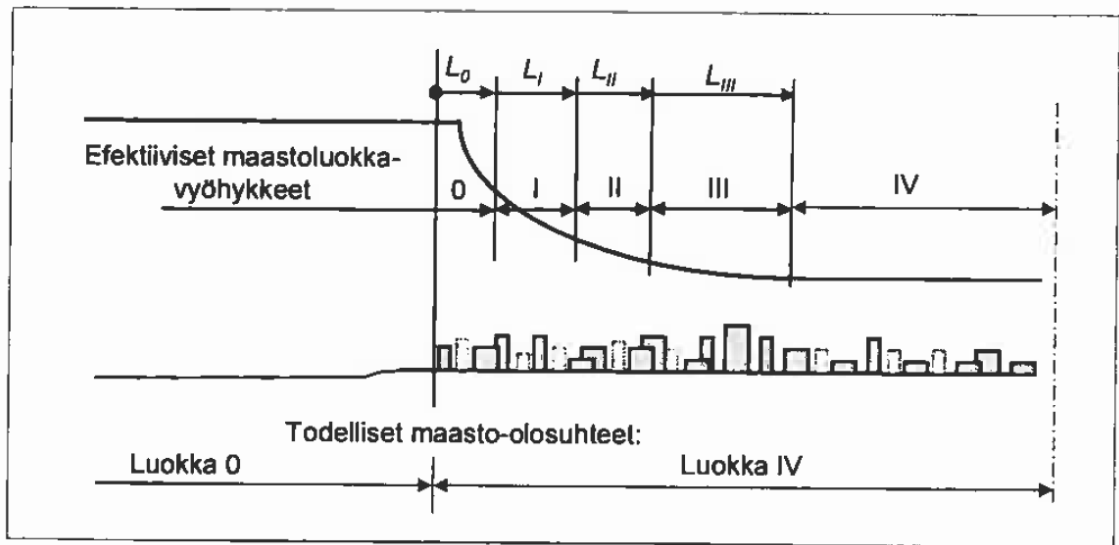 L0 LI LII LIII
Efektiiviset maastoluokka-
vyöhykkeet
0 I II III IV
Todelliset maasto-olosuhteet:
Luokka 0 Luokka IV